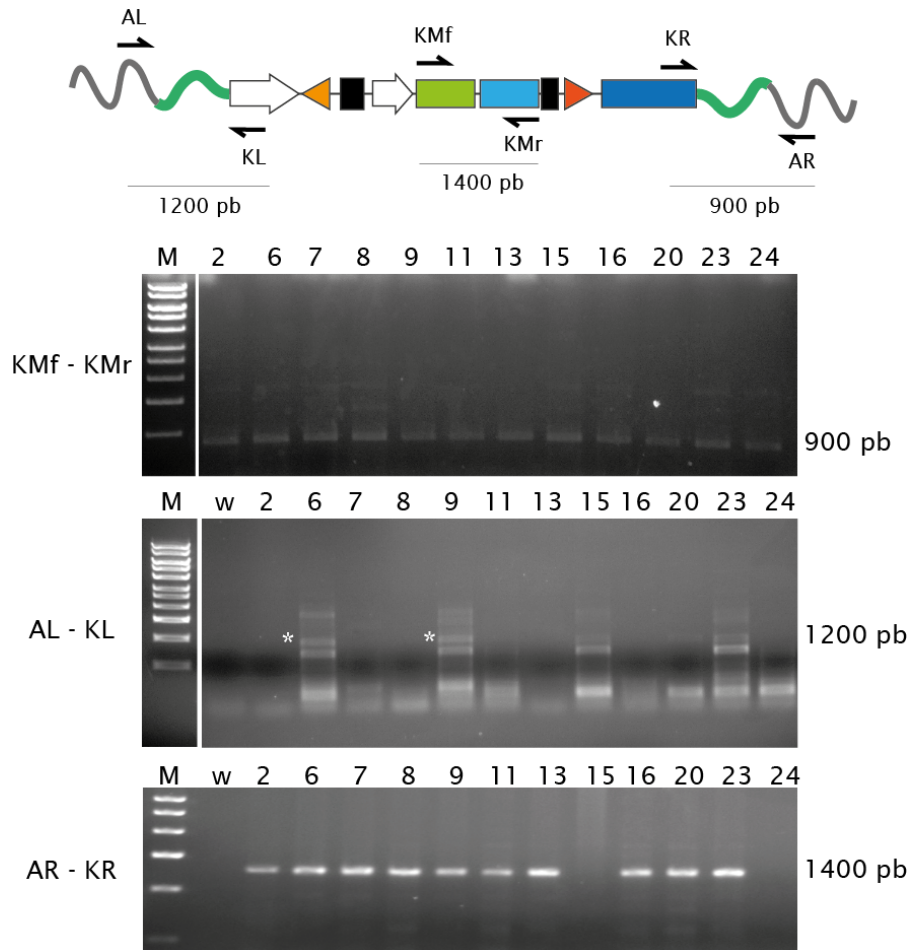 AL
KMf
KR
KL
KMr
AR
1200 pb
1400 pb
900 pb
M 2 6 7 8 9 11 13 15 16 20 23 24
KMf - KMr
900 pb
M w 2 6 7 8 9 11 13 15 16 20 23 24
* *
AL - KL
1200 pb
M w 2 6 7 8 9 11 13 15 16 20 23 24
AR - KR
1400 pb